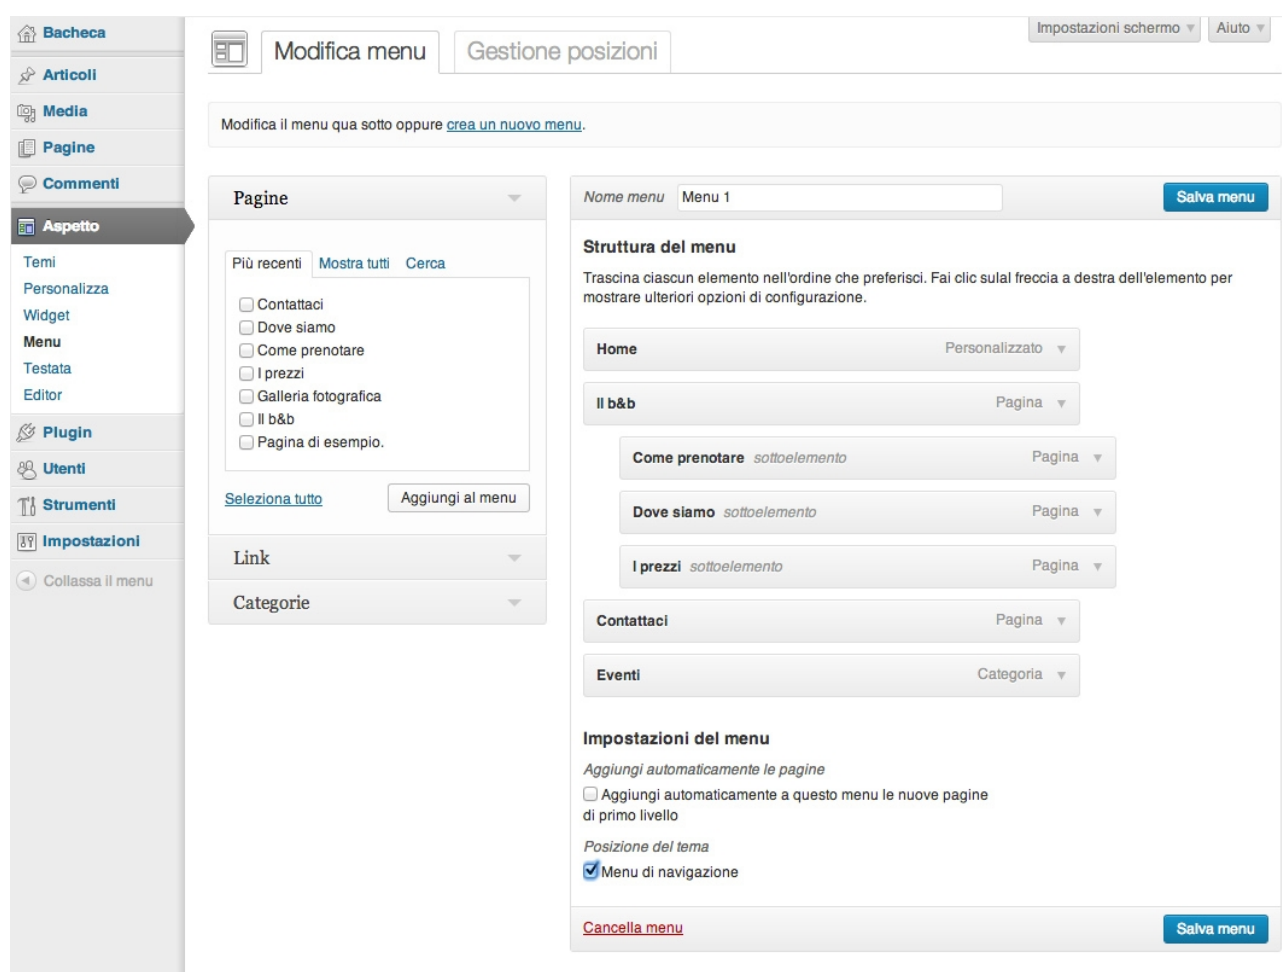 Bacheca
Articoli
Media
Pagine
Commenti
Aspetto
Temi
Personalizza
Widget
Menu
Testata
Editor
Plugin
Utenti
Strumenti
Impostazioni
Collassa il menu
Impostazioni schermo
Aiuto
Modifica menu
Gestione posizioni
Modifica il menu qua sotto oppure crea un nuovo menu.
Pagine
Più recenti Mostra tutti Cerca
Contattaci
Dove siamo
Come prenotare
I prezzi
Galleria fotografica
Il b&b
Pagina di esempio.
Seleziona tutto
Aggiungi al menu
Link
Categorie
Nome menu Menu 1
Salva menu
Struttura del menu
Trascina ciascun elemento nell'ordine che preferisci. Fai clic sulal freccia a destra dell'elemento per
mostrare ulteriori opzioni di configurazione.
Home Personalizzato
Il b&b Pagina
Come prenotare sottoelemento Pagina
Dove siamo sottoelemento Pagina
I prezzi sottoelemento Pagina
Contattaci Pagina
Eventi Categoria
Impostazioni del menu
Aggiungi automaticamente le pagine
Aggiungi automaticamente a questo menu le nuove pagine
di primo livello
Posizione del tema
Menu di navigazione
Cancella menu
Salva menu